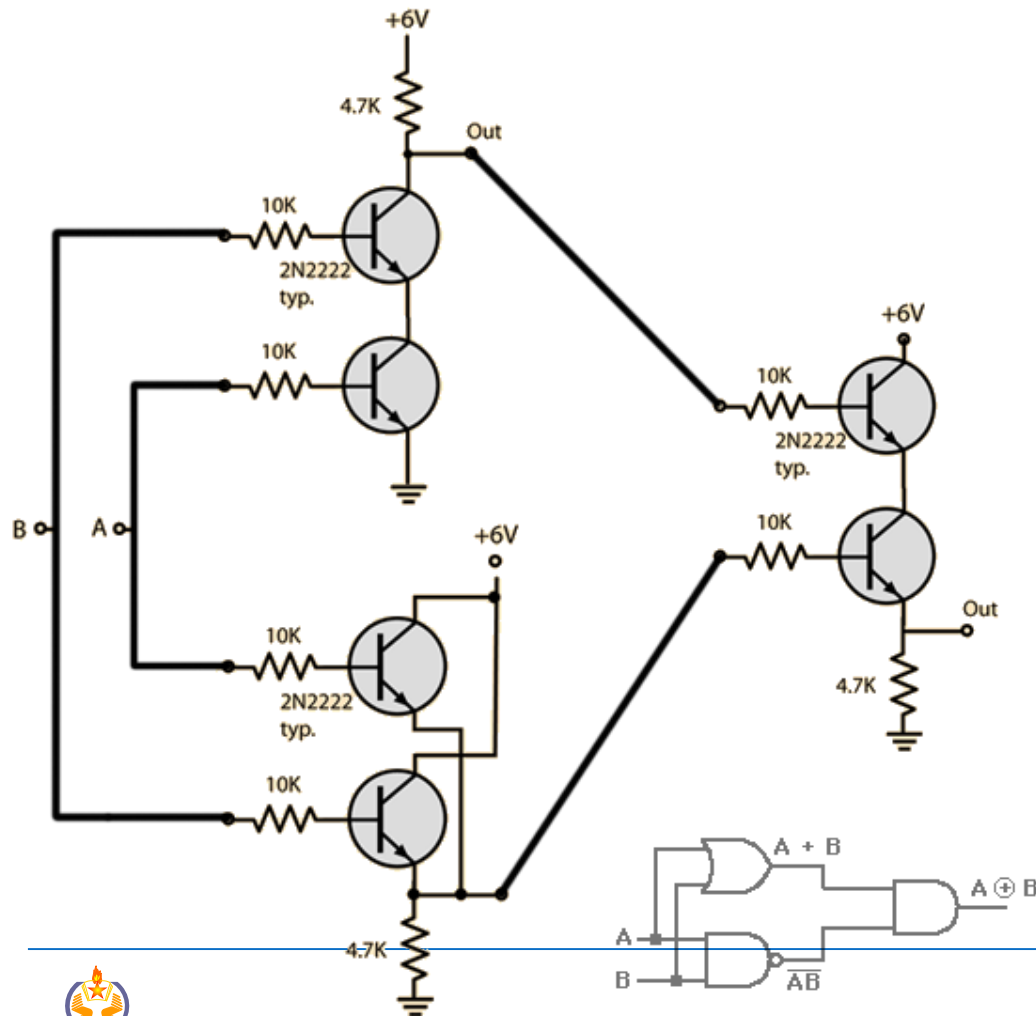 +6V
4.7K
Out
10K
2N2222
typ.
10K
+6V
10K
2N2222
typ.
10K
Out
4.7K
B
A
+6V
10K
2N2222
typ.
10K
4.7K
A + B
A ⊕ B
A
B
A̅B̅